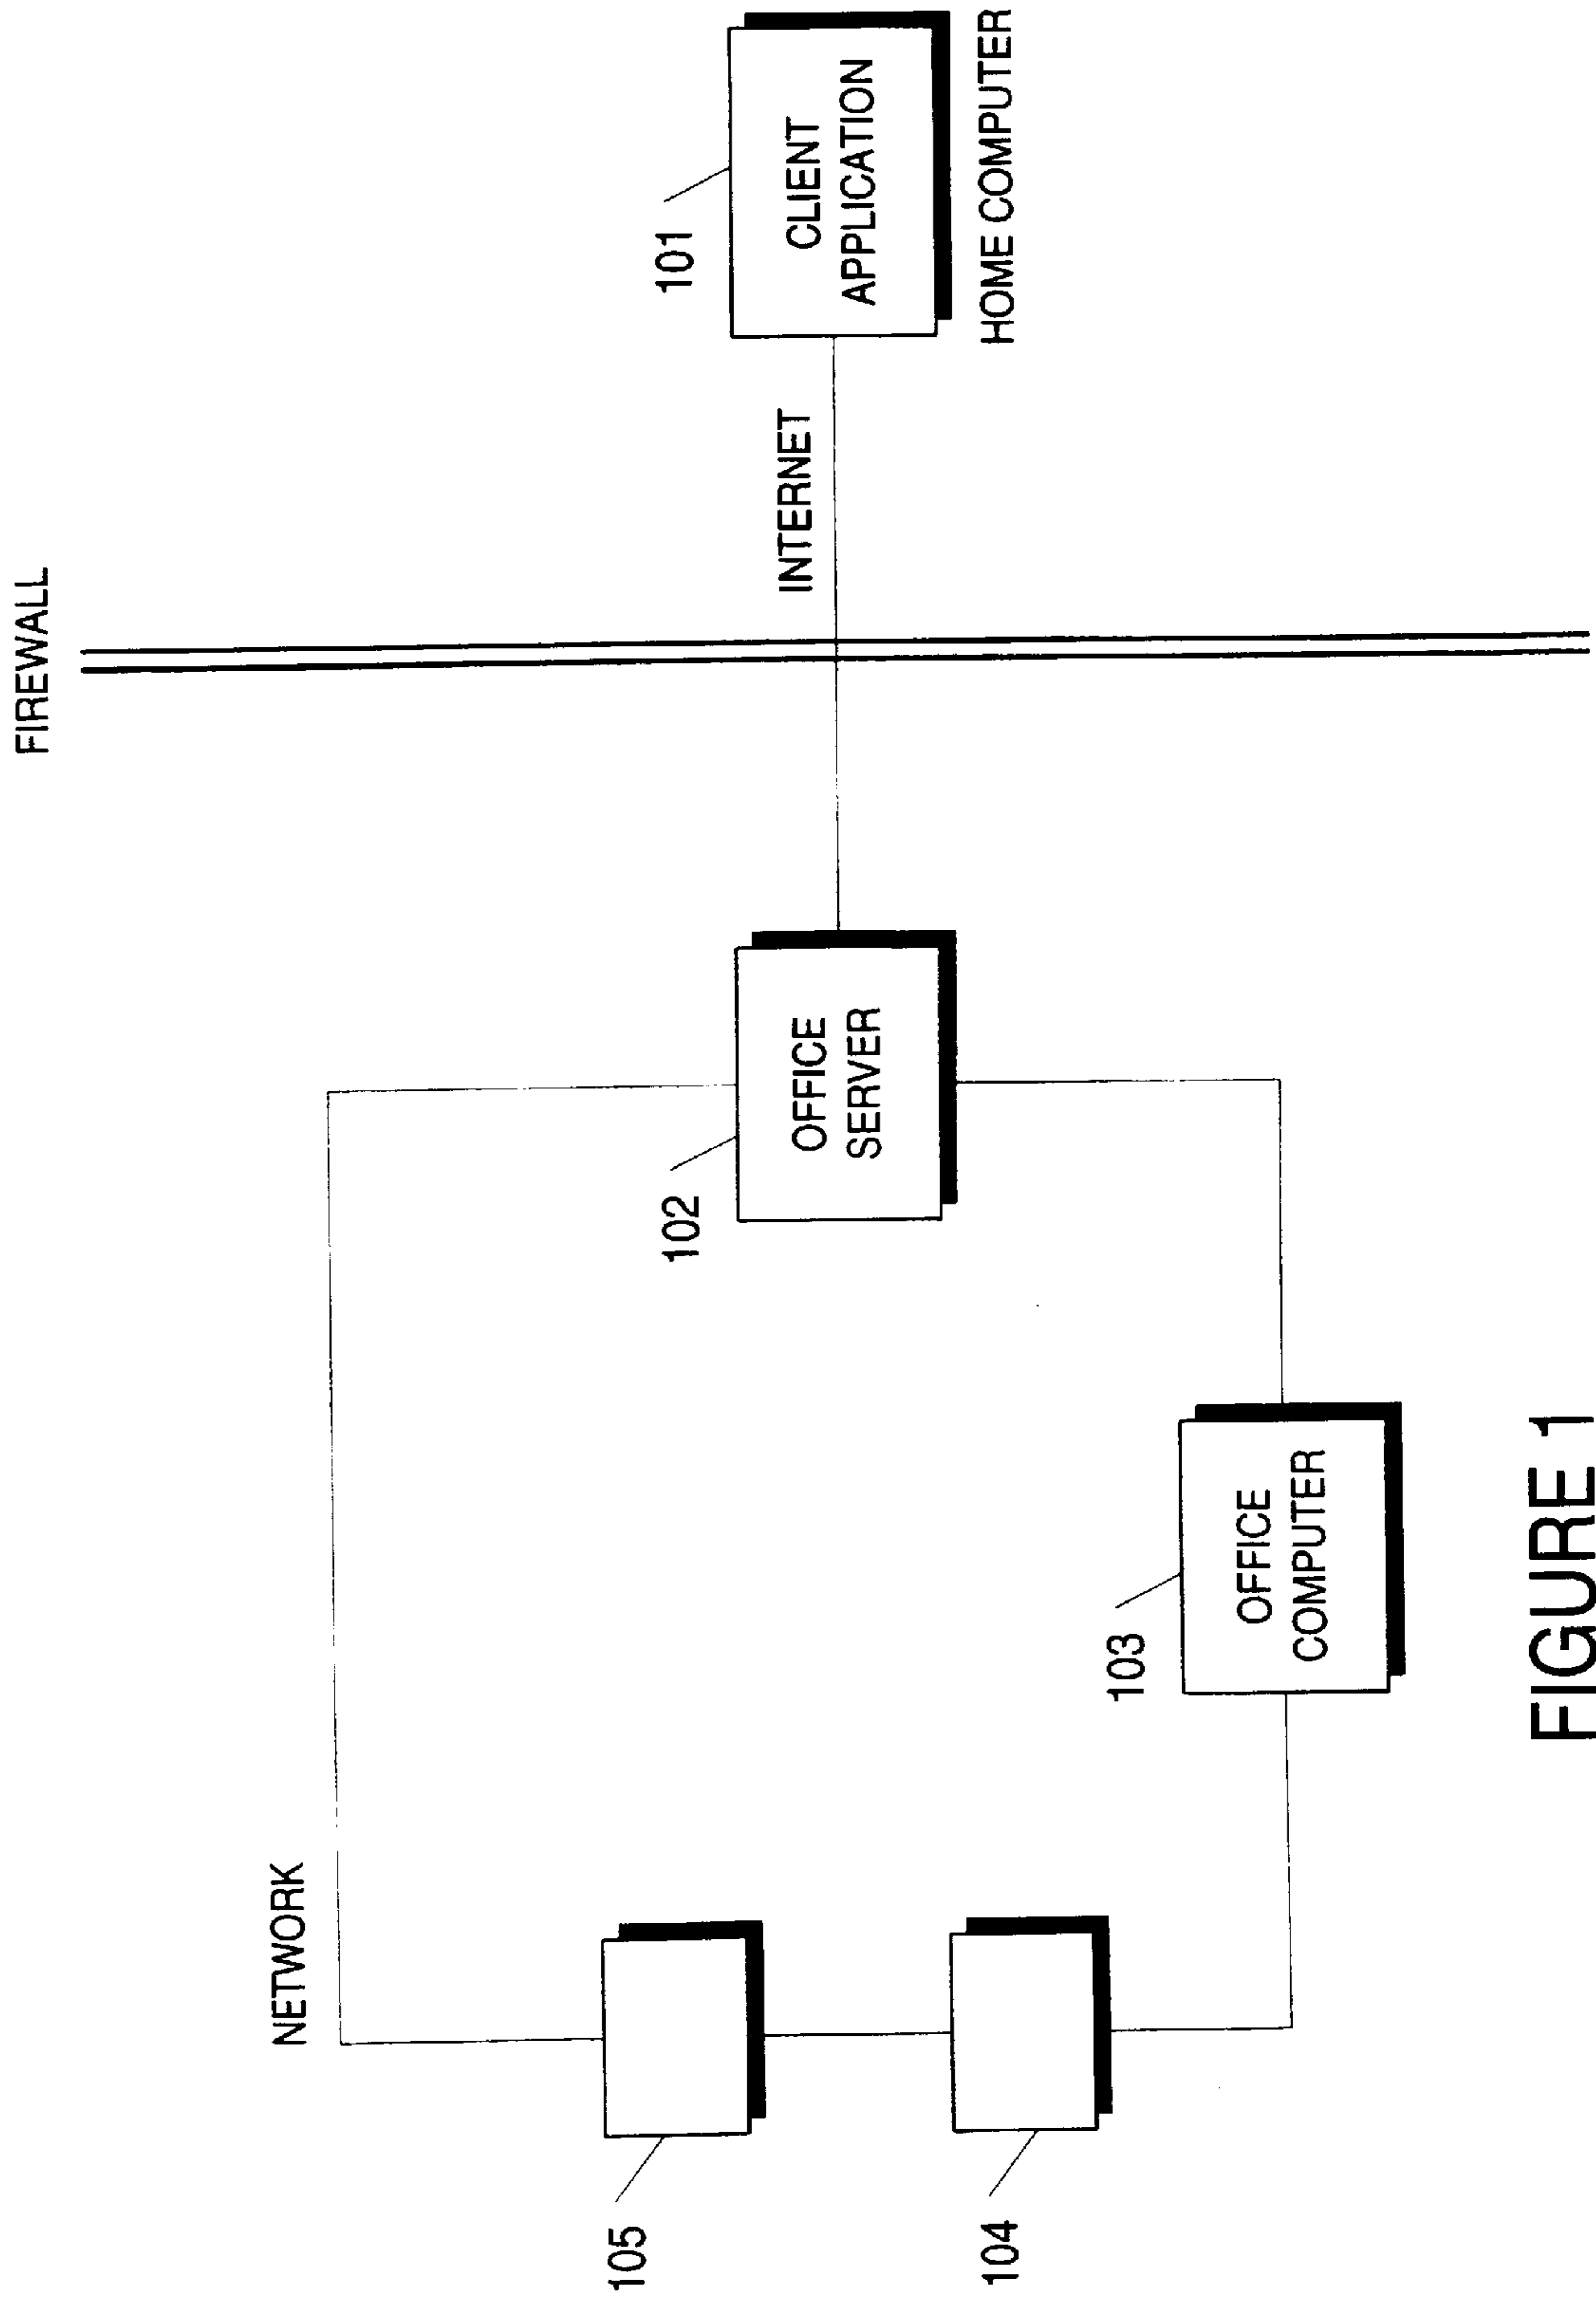 FIREWALL
NETWORK
INTERNET
101
CLIENT
APPLICATION
HOME COMPUTER
102
OFFICE
SERVER
103
OFFICE
COMPUTER
105
104
FIGURE 1